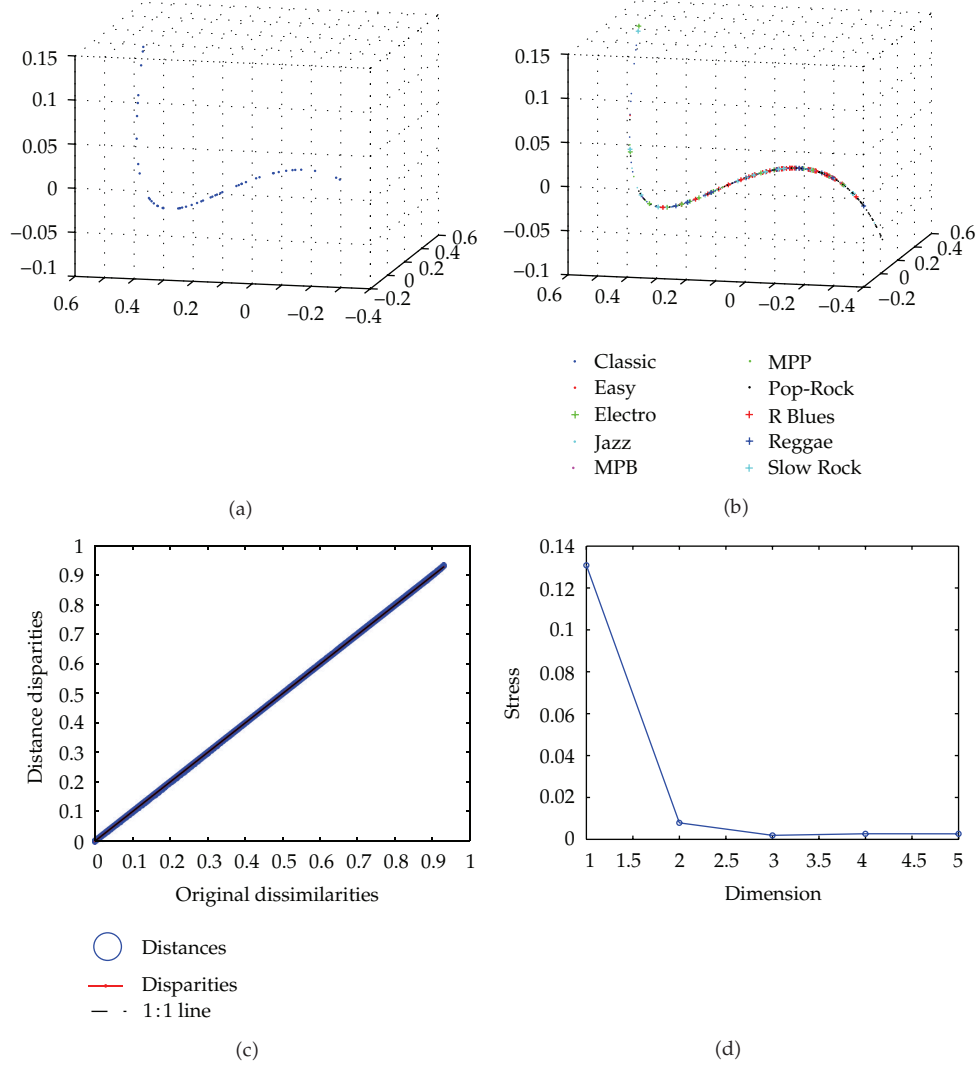 0.15
0.1
0.05
0
−0.05
−0.1
0.6
0.4
0.2
0
−0.2
−0.4
−0.2
0
0.2
0.4
0.6
(a)
0.15
0.1
0.05
0
−0.05
−0.1
0.6
0.4
0.2
0
−0.2
−0.4
−0.2
0
0.2
0.4
0.6
Classic
Easy
Electro
Jazz
MPB
MPP
Pop-Rock
R Blues
Reggae
Slow Rock
(b)
1
0.9
0.8
0.7
0.6
0.5
0.4
0.3
0.2
0.1
0
Distance disparities
0 0.1 0.2 0.3 0.4 0.5 0.6 0.7 0.8 0.9 1
Original dissimilarities
Distances
Disparities
1:1 line
(c)
0.14
0.12
0.1
0.08
0.06
0.04
0.02
0
Stress
1 1.5 2 2.5 3 3.5 4 4.5 5
Dimension
(d)